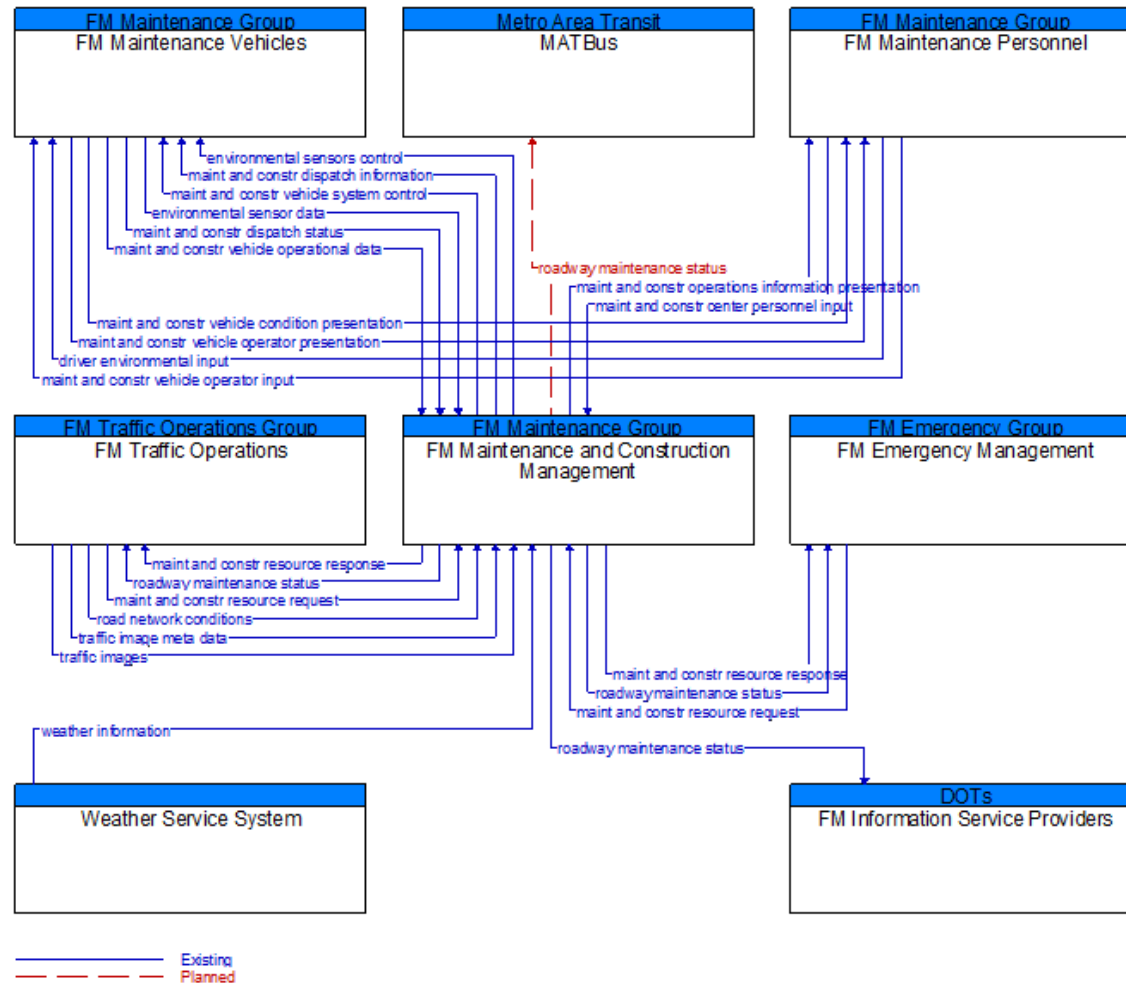 FM Maintenance Group
FM Maintenance Vehicles
Metro Area Transit
MATBus
FM Maintenance Group
FM Maintenance Personnel
environmental sensors control
maint and constr dispatch information
maint and constr vehicle system control
environmental sensor data
maint and constr dispatch status
maint and constr vehicle operational data
roadway maintenance status
maint and constr operations information presentation
maint and constr center personnel input
maint and constr vehicle condition presentation
maint and constr vehicle operator presentation
driver environmental input
maint and constr vehicle operator input
FM Traffic Operations Group
FM Traffic Operations
FM Maintenance Group
FM Maintenance and Construction
Management
FM Emergency Group
FM Emergency Management
maint and constr resource response
roadway maintenance status
maint and constr resource request
road network conditions
traffic image meta data
traffic images
maint and constr resource response
roadway maintenance status
maint and constr resource request
weather information
roadway maintenance status
Weather Service System
DOTs
FM Information Service Providers
Existing
Planned